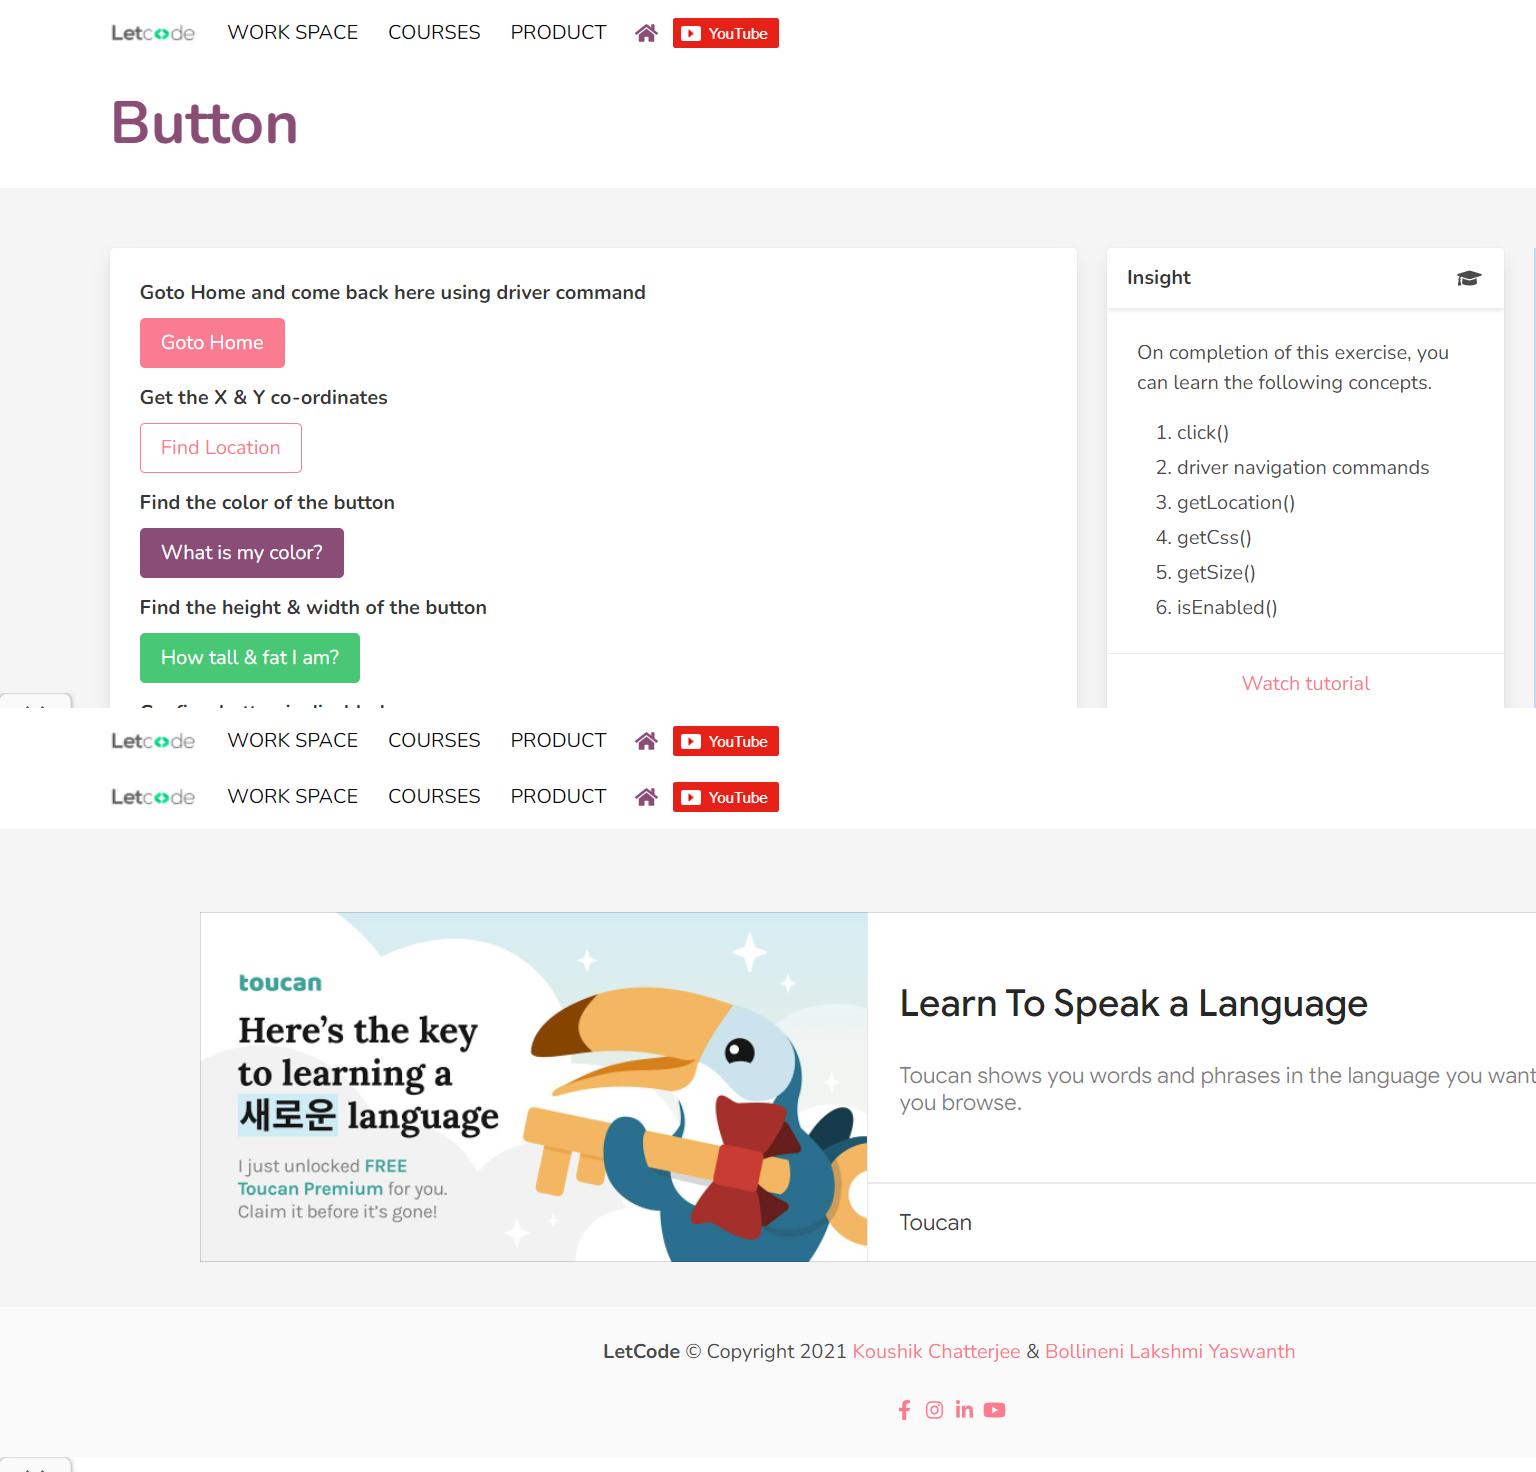 Letcode WORK SPACE COURSES PRODUCT YouTube
Button
Goto Home and come back here using driver command
Goto Home
Get the X & Y co-ordinates
Find Location
Find the color of the button
What is my color?
Find the height & width of the button
How tall & fat I am?
Insight
On completion of this exercise, you
can learn the following concepts.
1. click()
2. driver navigation commands
3. getLocation()
4. getCss()
5. getSize()
6. isEnabled()
Watch tutorial
Letcode WORK SPACE COURSES PRODUCT YouTube
Letcode WORK SPACE COURSES PRODUCT YouTube
toucan
Here's the key
to learning a
새로운 language
I just unlocked FREE
Toucan Premium for you.
Claim it before it's gone!
Learn To Speak a Language
Toucan shows you words and phrases in the language you want
you browse.
Toucan
LetCode © Copyright 2021 Koushik Chatterjee & Bollineni Lakshmi Yaswanth